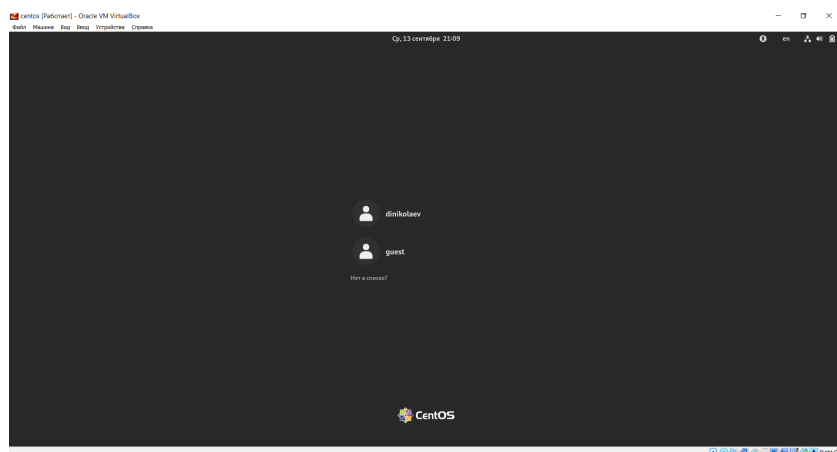 centos [Работает] - Oracle VM VirtualBox
Файл Машина Вид Ввод Устройства Справка
Ср, 13 сентября 21:09
en
dinikolaev
guest
Нет в списке?
CentOS